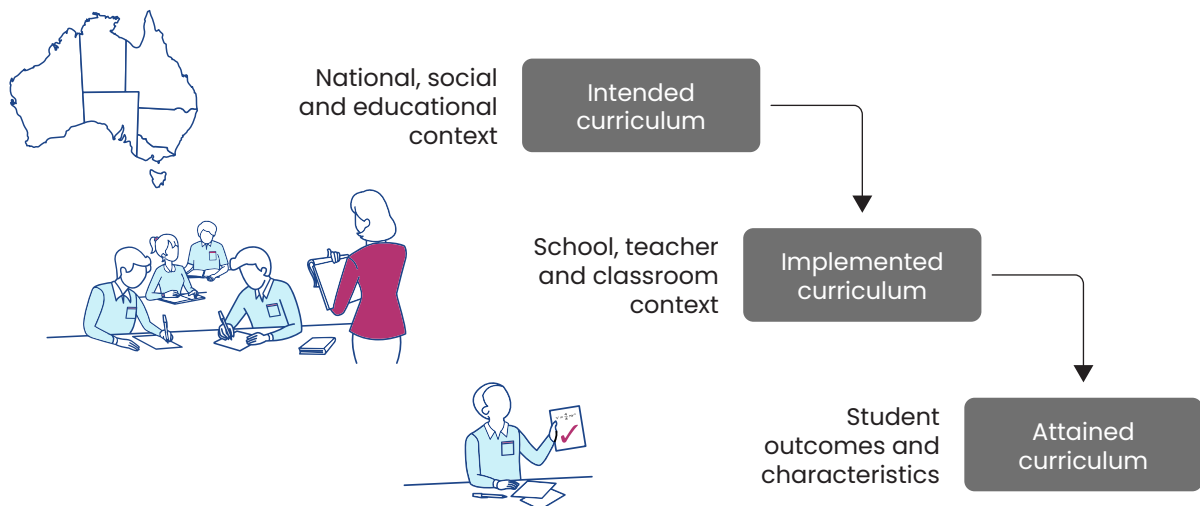 National, social
and educational
context
Intended
curriculum
School, teacher
and classroom
context
Implemented
curriculum
Student
outcomes and
characteristics
Attained
curriculum